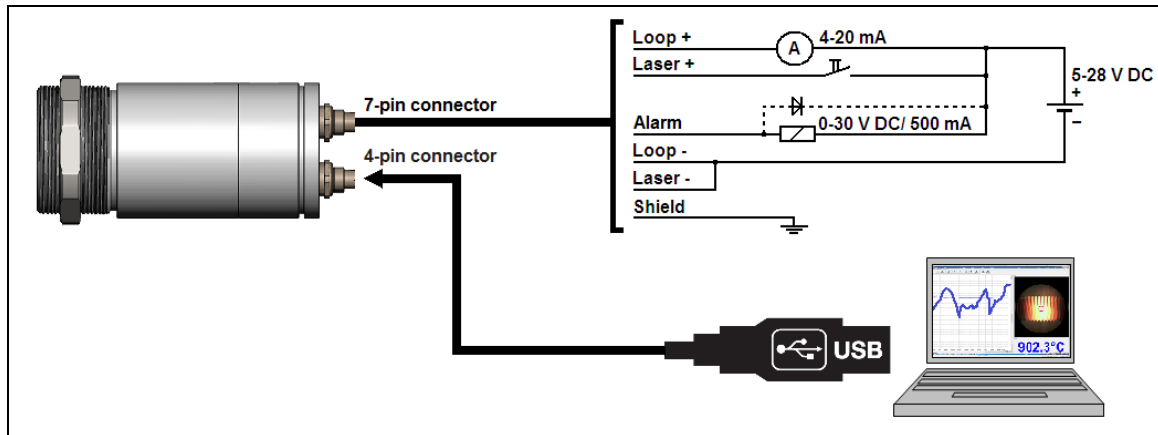 Loop +
A
4-20 mA
Laser +
5-28 V DC
+
−
7-pin connector
Alarm
0-30 V DC/ 500 mA
4-pin connector
Loop -
Laser -
Shield
USB
902.3°C